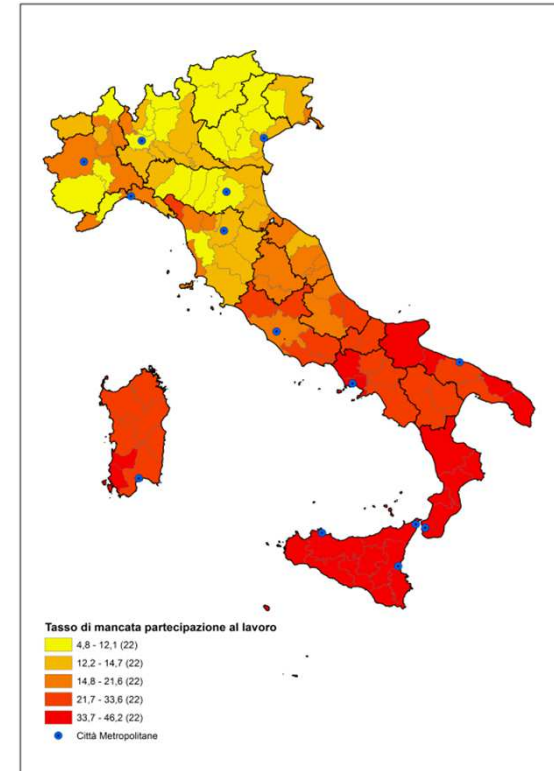 Tasso di mancata partecipazione al lavoro
4,8 - 12,1 (22)
12,2 - 14,7 (22)
14,8 - 21,6 (22)
21,7 - 33,6 (22)
33,7 - 46,2 (22)
Città Metropolitane